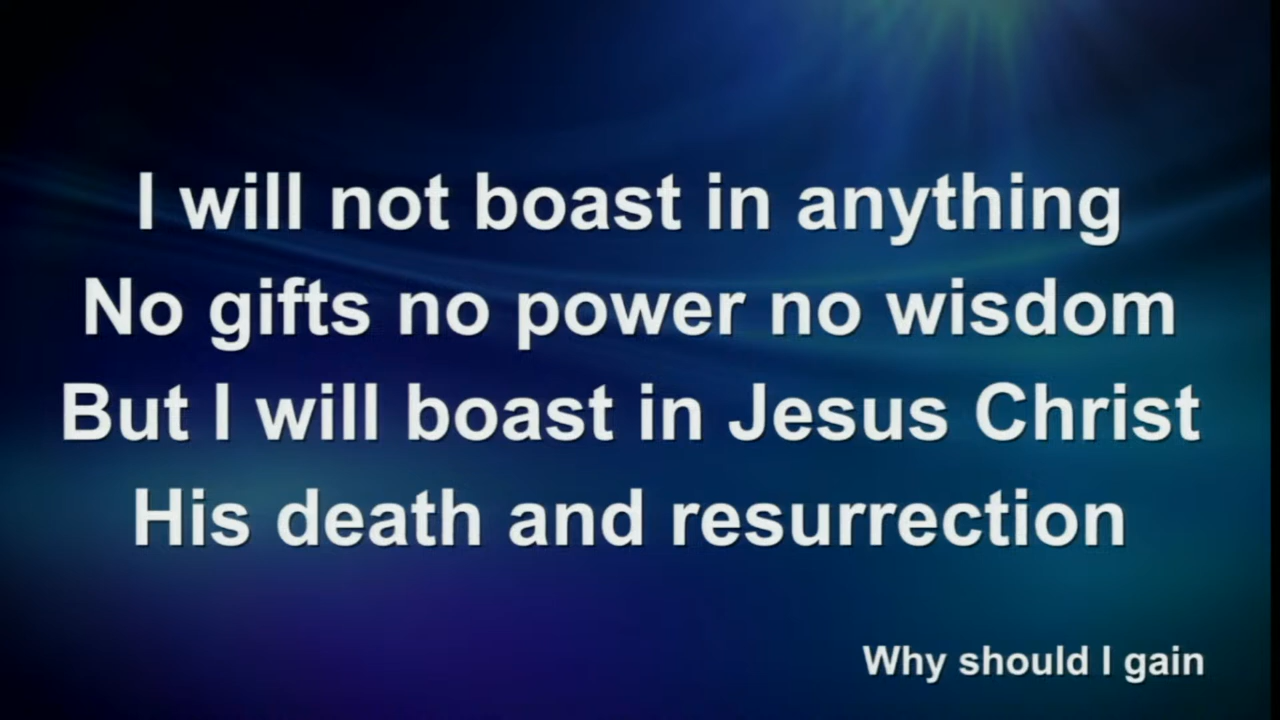 I will not boast in anything
No gifts no power no wisdom
But I will boast in Jesus Christ
His death and resurrection
Why should I gain